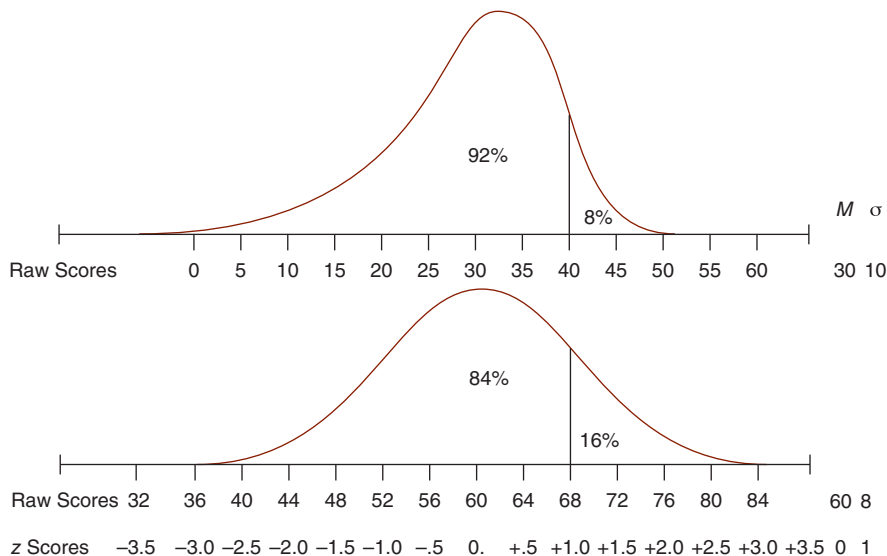 92%
8%
M σ
Raw Scores 0 5 10 15 20 25 30 35 40 45 50 55 60 30 10
84%
16%
Raw Scores 32 36 40 44 48 52 56 60 64 68 72 76 80 84 60 8
z Scores –3.5 –3.0 –2.5 –2.0 –1.5 –1.0 –.5 0. +.5 +1.0 +1.5 +2.0 +2.5 +3.0 +3.5 0 1